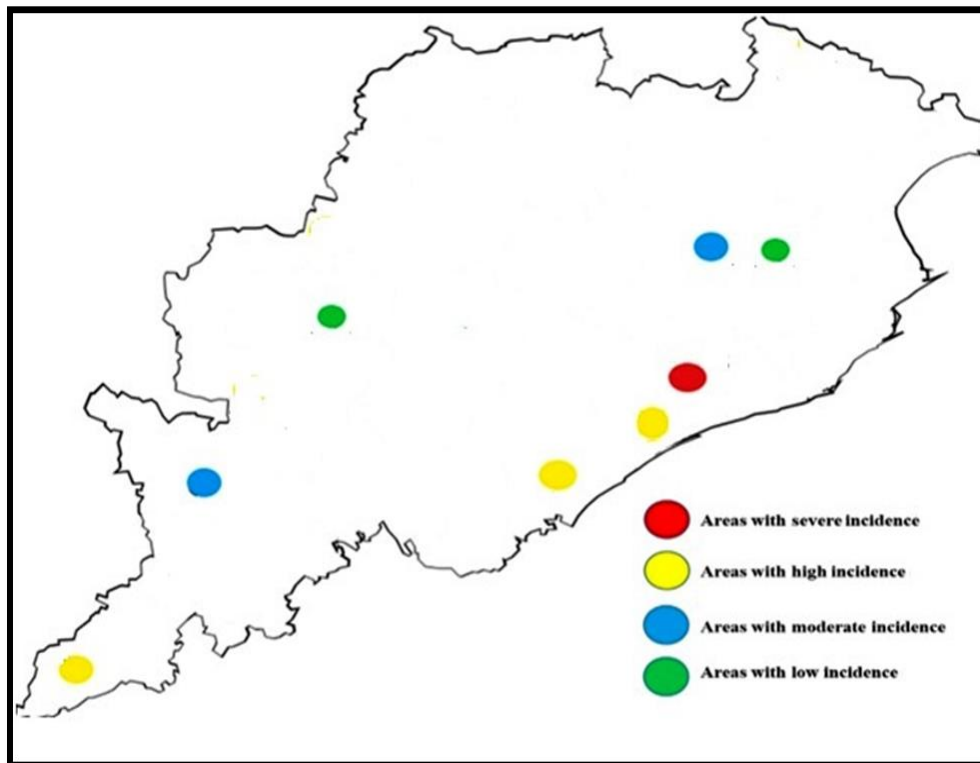 Areas with severe incidence
Areas with high incidence
Areas with moderate incidence
Areas with low incidence